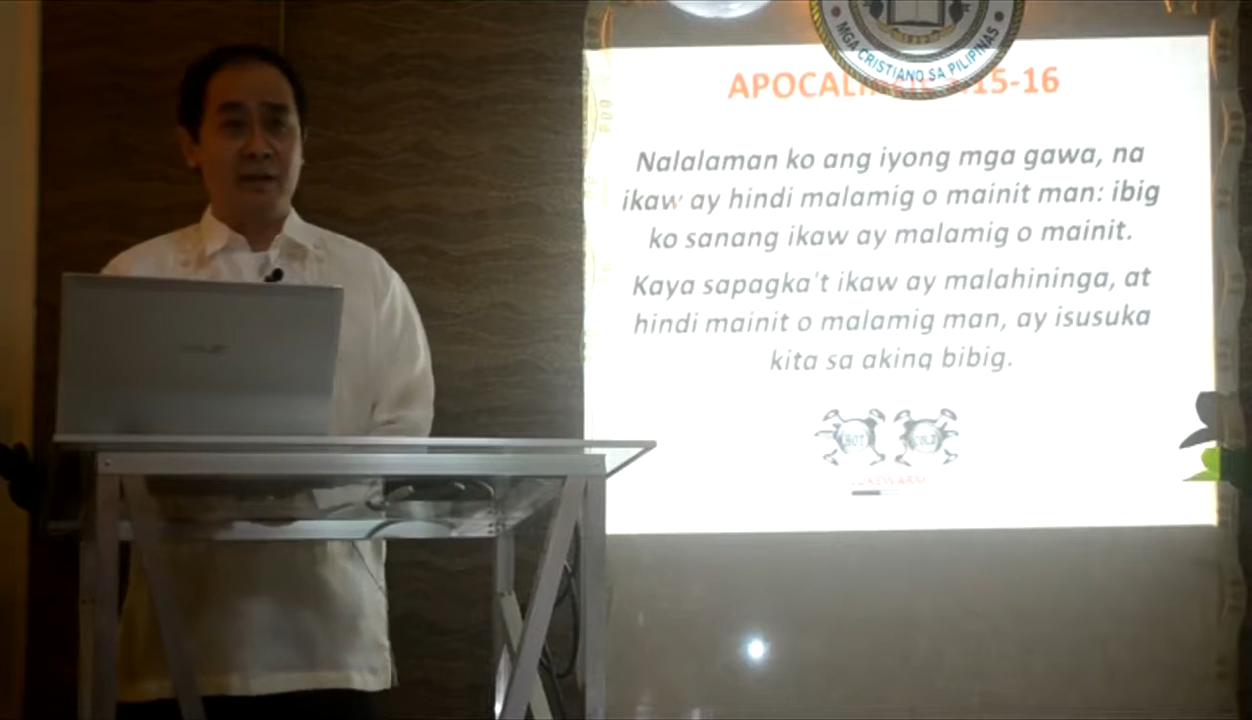 MGA CRISTIANO SA PILIPINAS
15-16
Nalalaman ko ang iyong mga gawa, na
ikaw ay hindi malamig o mainit man: ibig
ko sanang ikaw ay malamig o mainit.
Kaya sapagka't ikaw ay malahininga, at
hindi mainit o malamig man, ay isusuka
kita sa aking bibig.
HOT
LUKEWARM